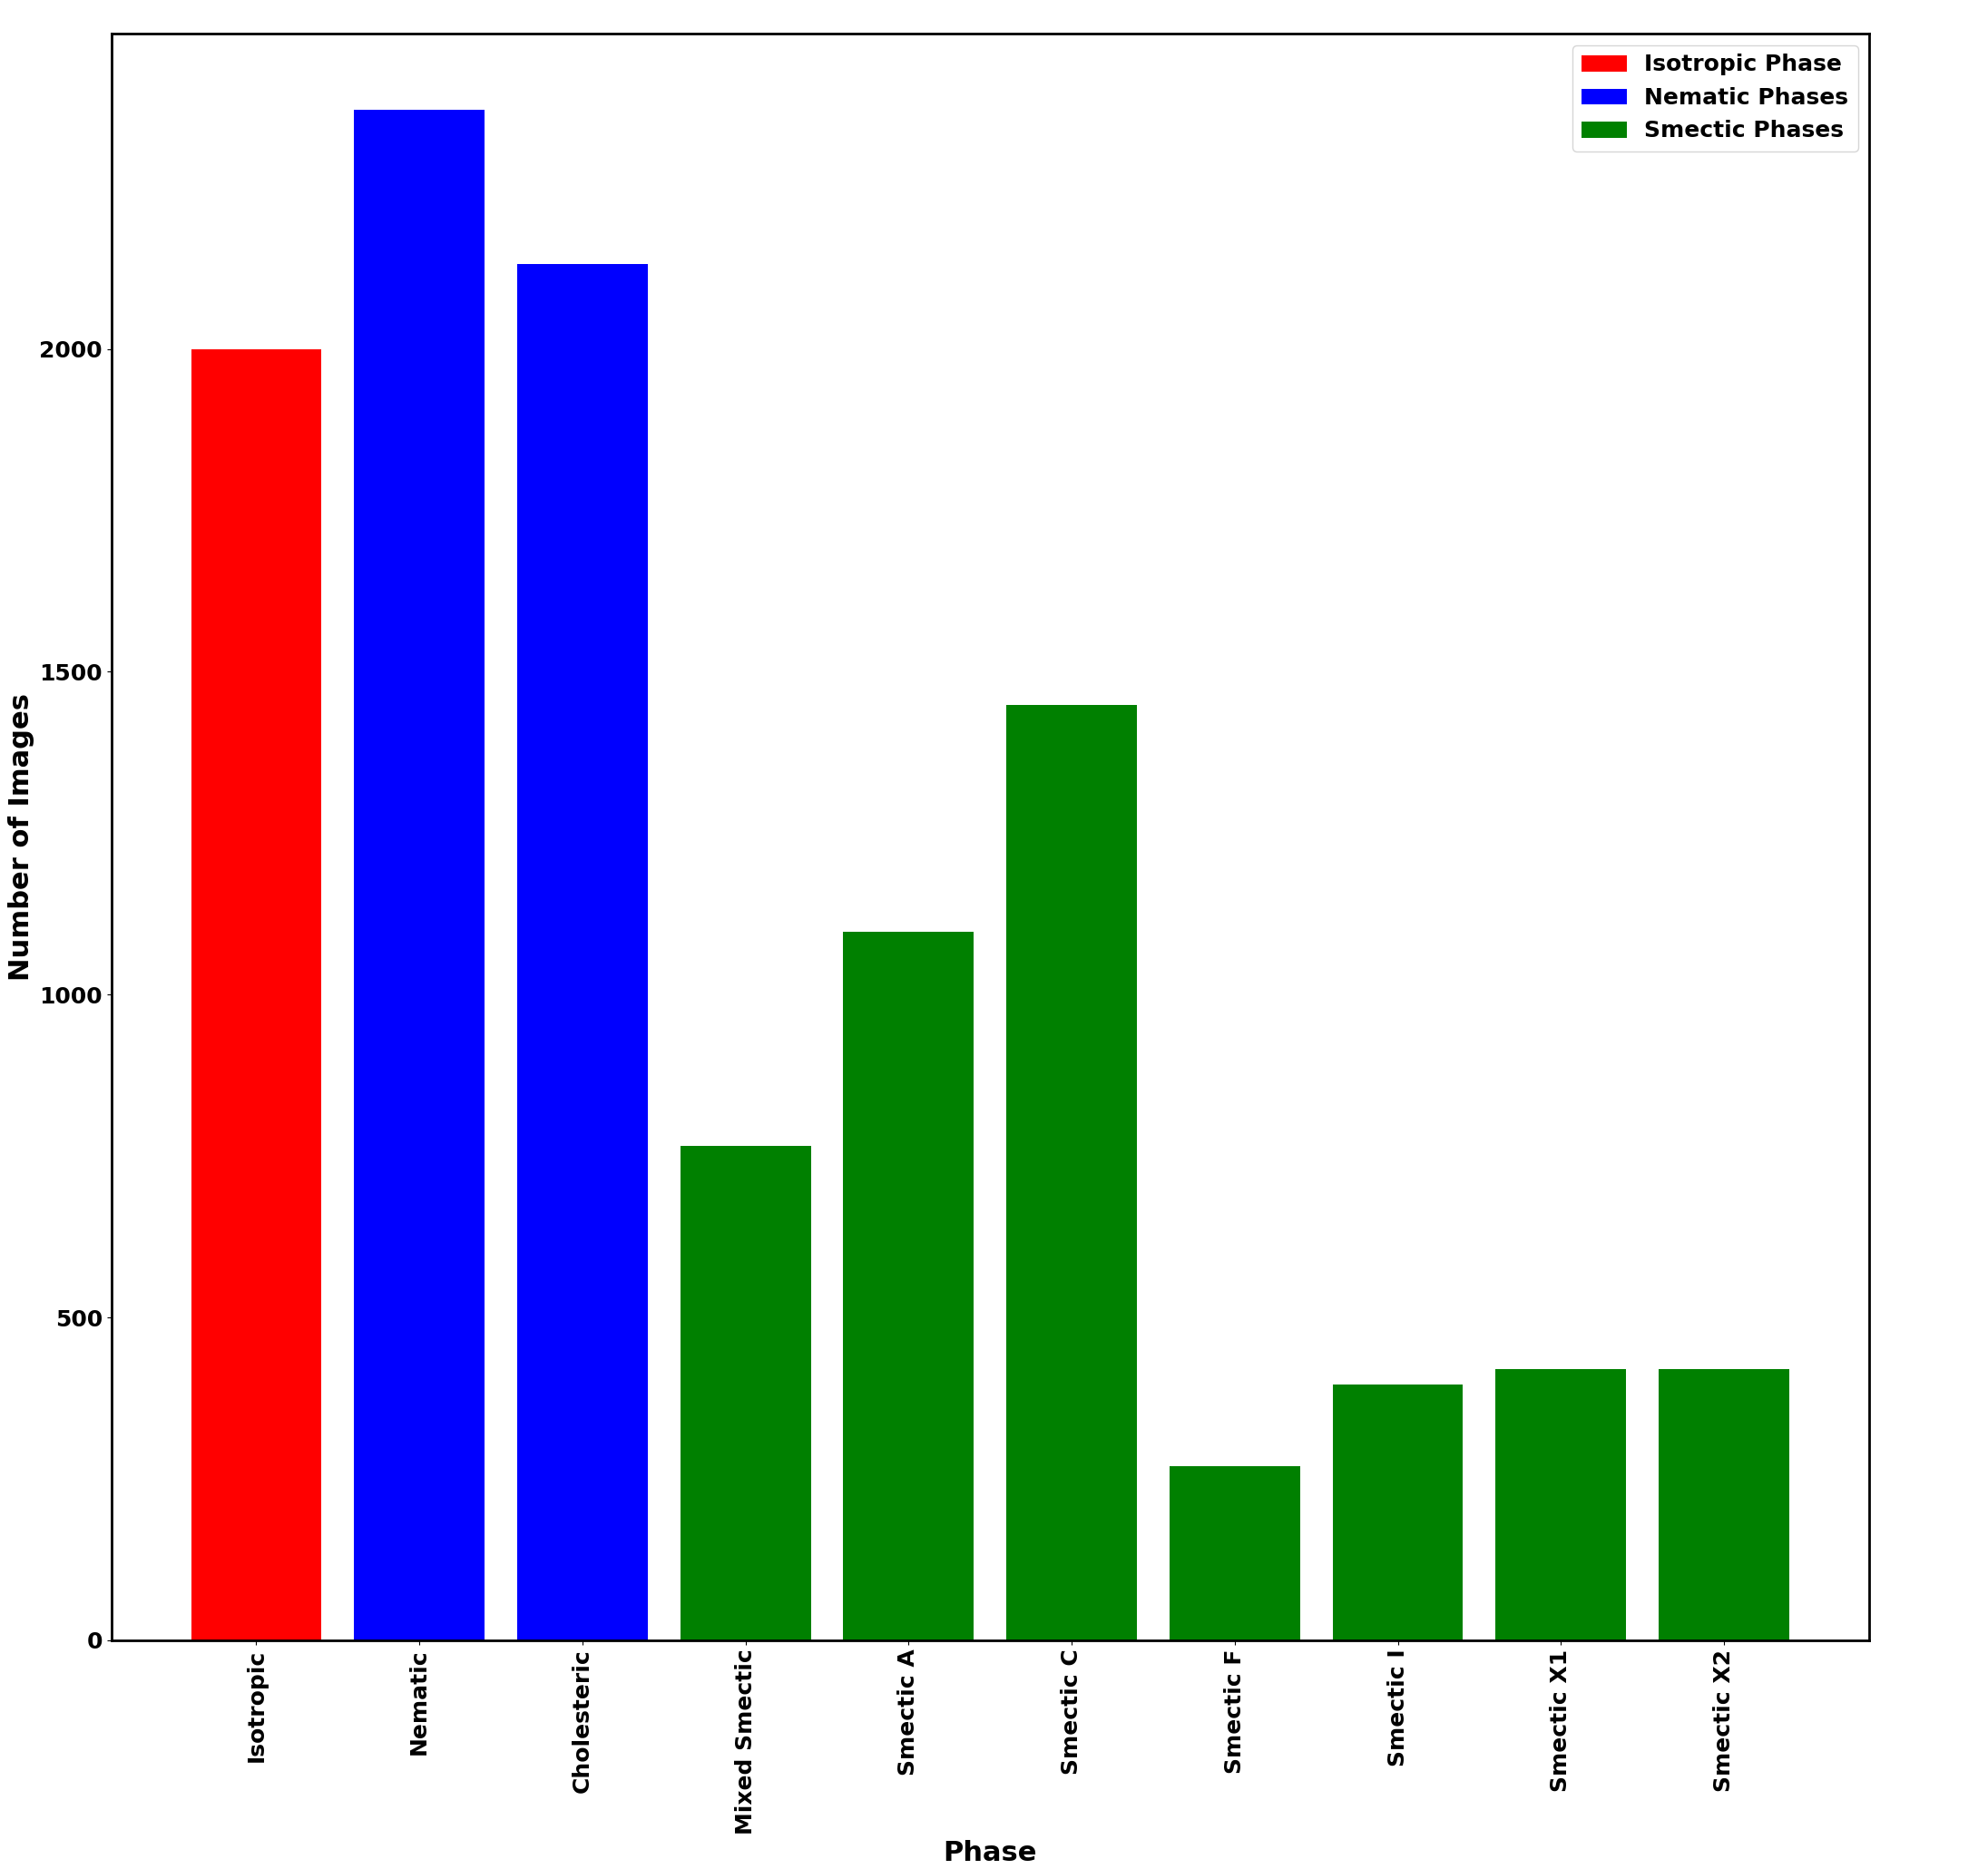 Isotropic Phase
Nematic Phases
Smectic Phases
2000
1500
1000
500
0
Number of Images
Isotropic
Nematic
Cholesteric
Mixed Smectic
Smectic A
Smectic C
Smectic F
Smectic I
Smectic X1
Smectic X2
Phase